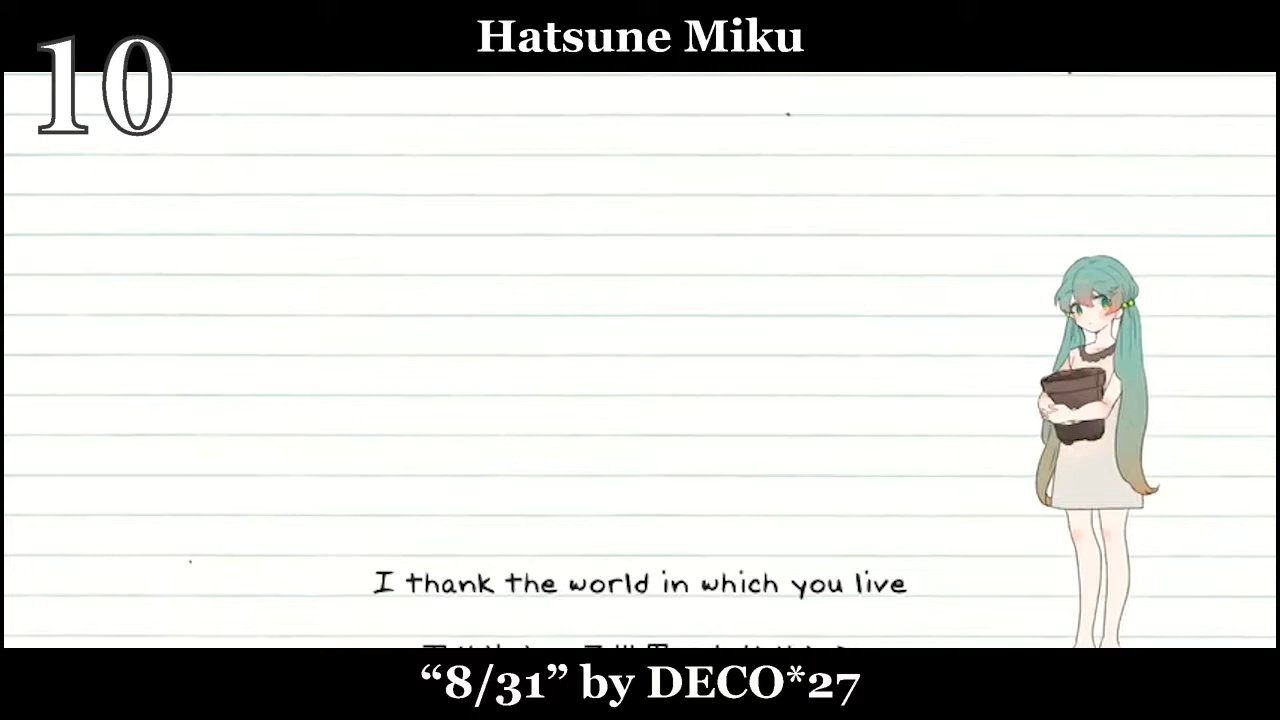 Hatsune Miku
10
I thank the world in which you live
“8/31” by DECO*27